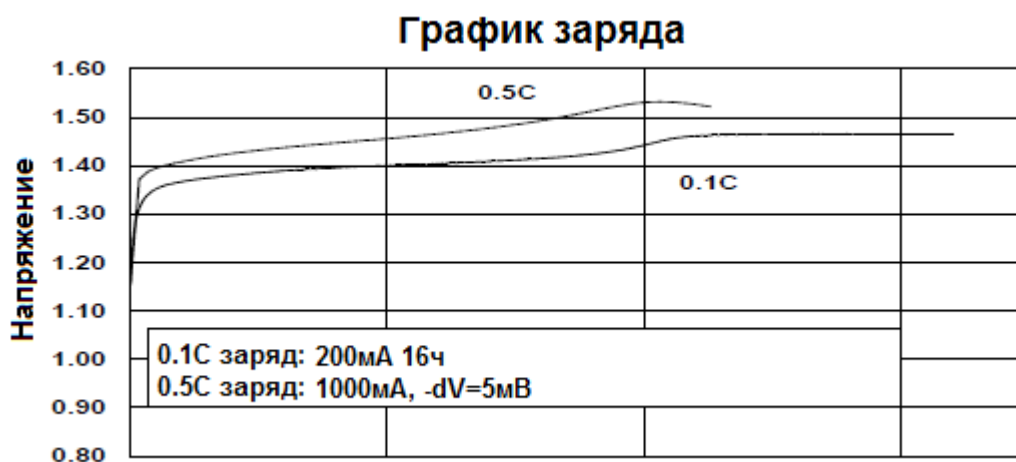 График заряда
1.60
1.50
1.40
1.30
1.20
1.10
1.00
0.90
0.80
Напряжение
0.5C
0.1C
0.1C заряд: 200мА 16ч
0.5C заряд: 1000мА, -dV=5мВ